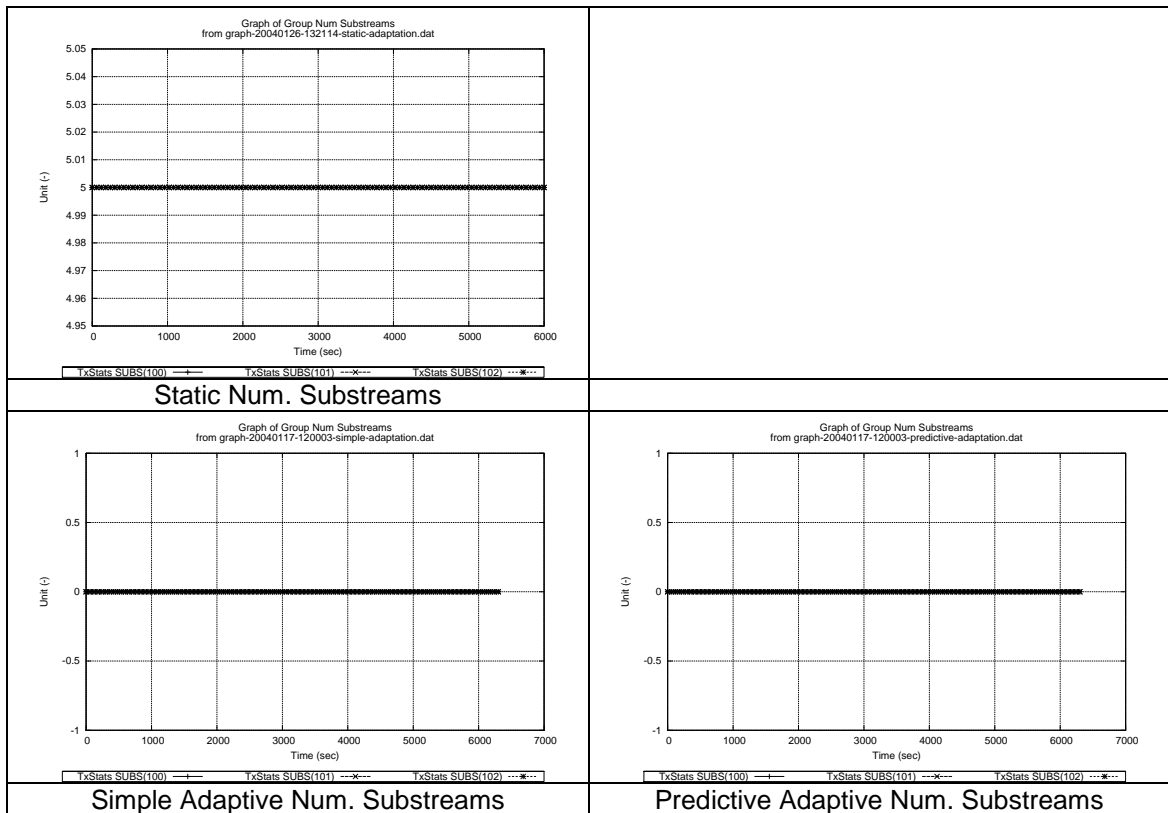 Graph of Group Num Substreams
from graph-20040126-132114-static-adaptation.dat
5.05
5.04
5.03
5.02
5.01
5
4.99
4.98
4.97
4.96
4.95
Unit (-)
0 1000 2000 3000 4000 5000 6000
Time (sec)
TxStats SUBS(100) TxStats SUBS(101) TxStats SUBS(102)
Static Num. Substreams
Graph of Group Num Substreams
from graph-20040117-120003-simple-adaptation.dat
1
0.5
0
-0.5
-1
Unit (-)
0 1000 2000 3000 4000 5000 6000 7000
Time (sec)
TxStats SUBS(100) TxStats SUBS(101) TxStats SUBS(102)
Simple Adaptive Num. Substreams
Graph of Group Num Substreams
from graph-20040117-120003-predictive-adaptation.dat
1
0.5
0
-0.5
-1
Unit (-)
0 1000 2000 3000 4000 5000 6000 7000
Time (sec)
TxStats SUBS(100) TxStats SUBS(101) TxStats SUBS(102)
Predictive Adaptive Num. Substreams